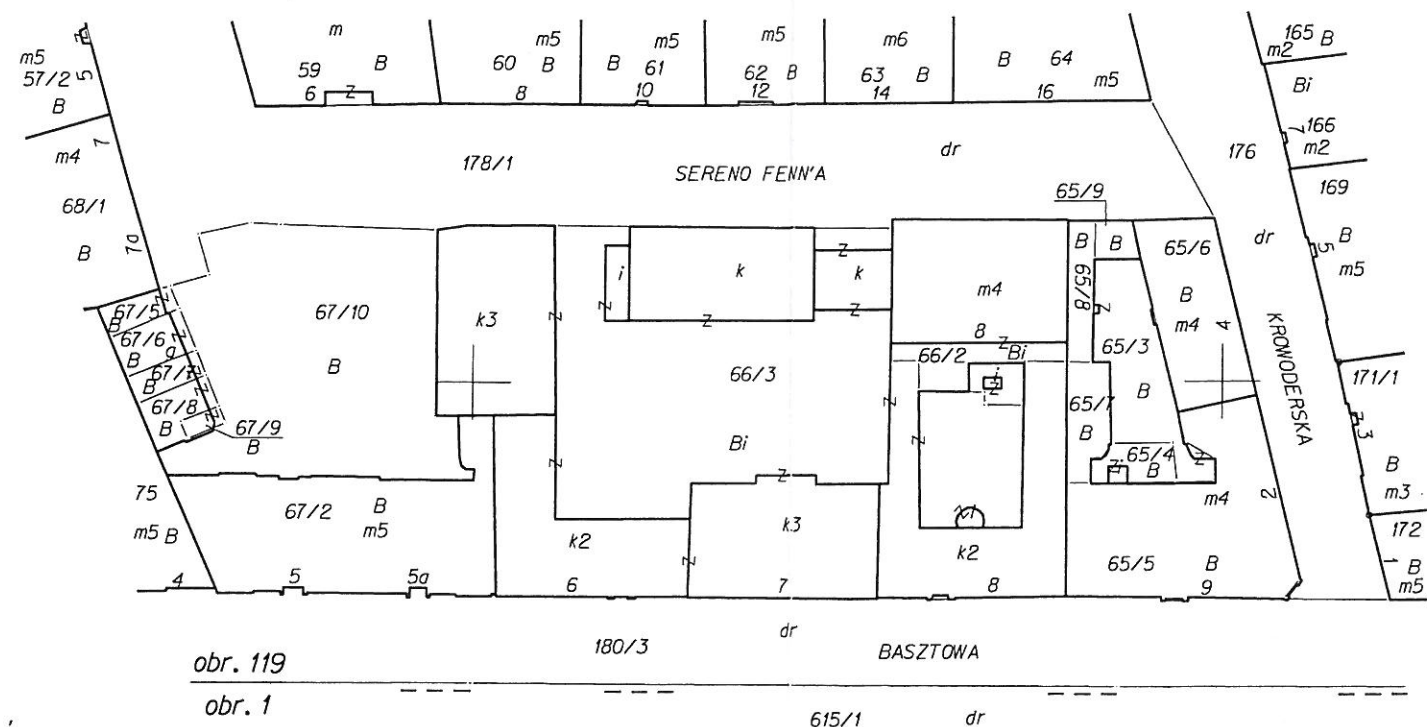 m5
57/2
5
B
7
m
59
B
6
z
m5
60
B
8
m5
B
61
10
m5
62
B
12
m6
63
B
14
B
64
m5
16
165
B
m2
Bi
7
166
m2
m4
68/1
7a
B
178/1
SERENO FENN'A
dr
176
169
65/9
B
5
m5
dr
67/5
B
67/6
B
a
67/7
B
67/8
B
67/9
B
67/10
B
k3
i
k
k
z
66/3
Bi
m4
8
66/2
Bi
i
B
B
65/8
65/6
B
m4
4
65/3
B
65/7
B
65/4
B
KROWODERSKA
171/1
3
B
m3
75
m5
B
4
67/2
B
m5
5
5a
k2
6
k3
7
k2
8
m4
2
65/5
B
9
172
1
B
m5
180/3
dr
BASZTOWA
obr. 119
obr. 1
615/1
dr